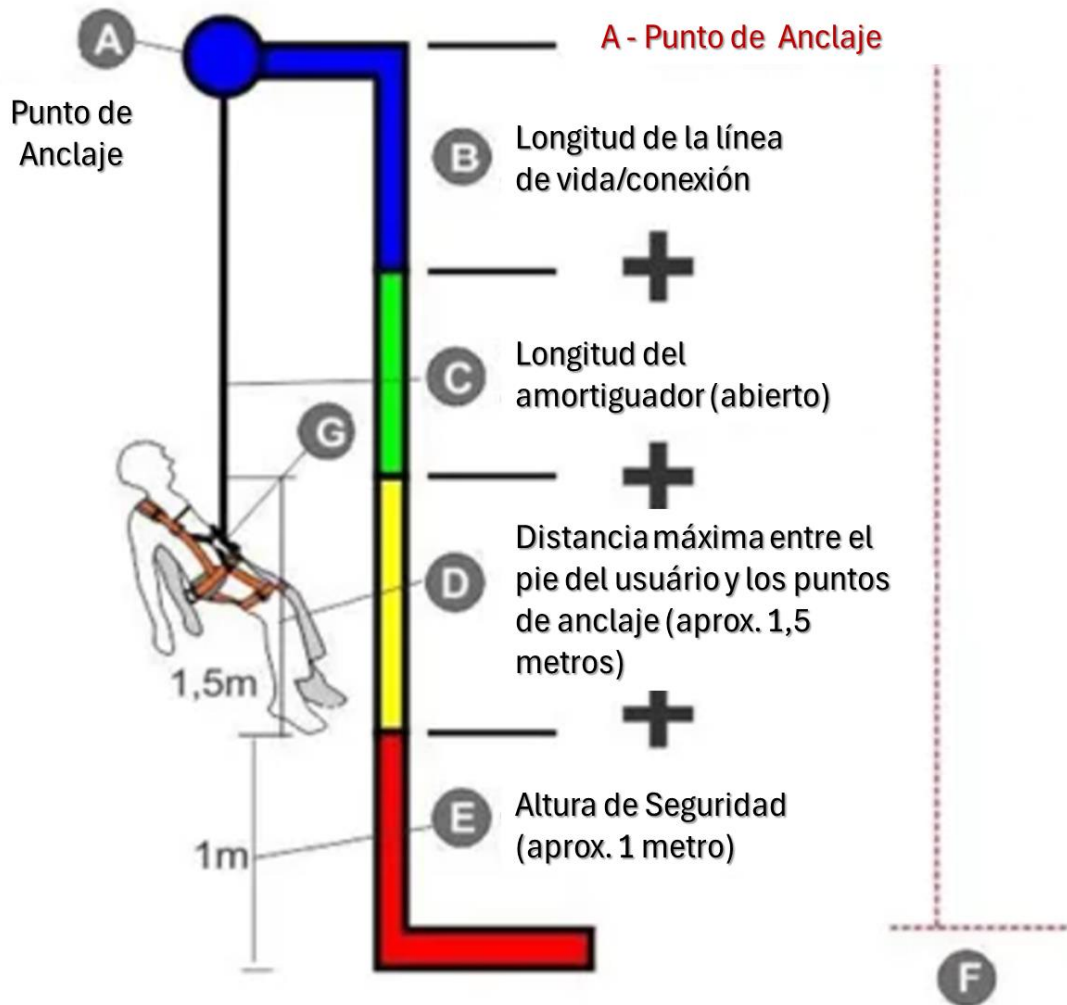 A
A - Punto de Anclaje
Punto de
Anclaje
B
Longitud de la línea
de vida/conexión
+
C
Longitud del
amortiguador (abierto)
G
+
D
Distancia máxima entre el
pie del usuário y los puntos
de anclaje (aprox. 1,5
metros)
1,5m
+
E
Altura de Seguridad
(aprox. 1 metro)
1m
F